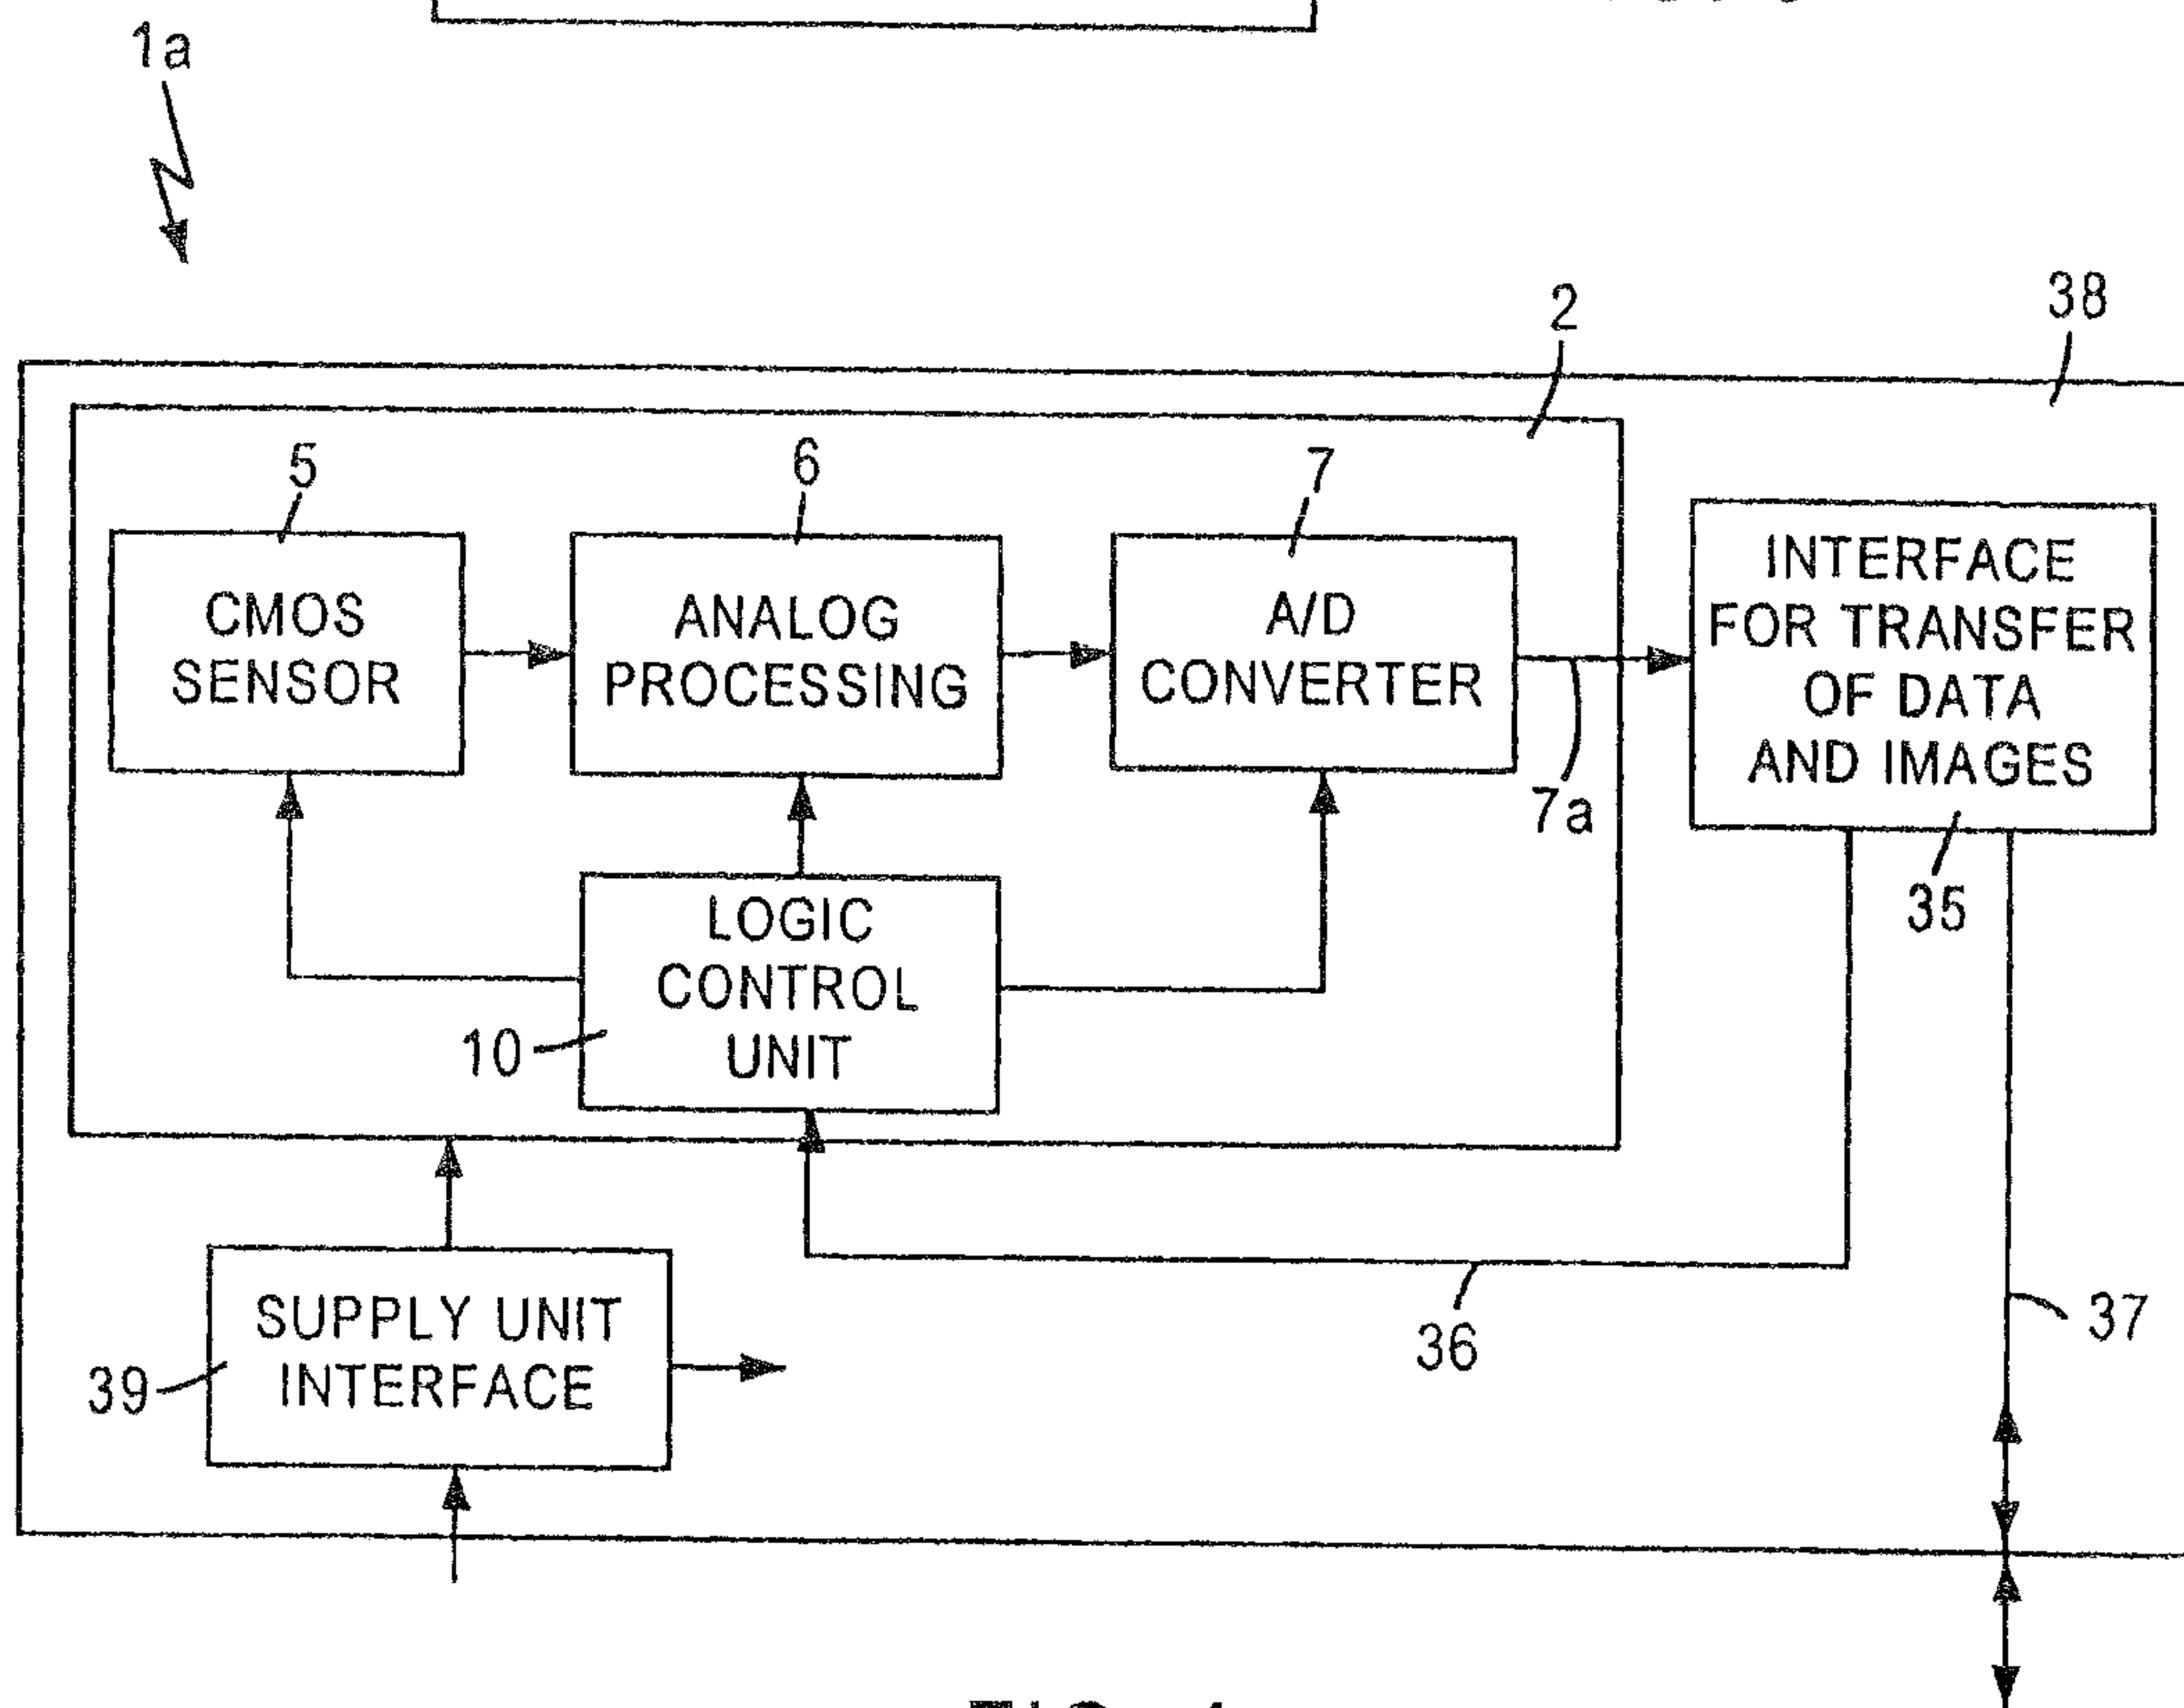 1a
2
38
5
6
7
CMOS
SENSOR
ANALOG
PROCESSING
A/D
CONVERTER
INTERFACE
FOR TRANSFER
OF DATA
AND IMAGES
7a
35
LOGIC
CONTROL
UNIT
10
SUPPLY UNIT
INTERFACE
39
36
37